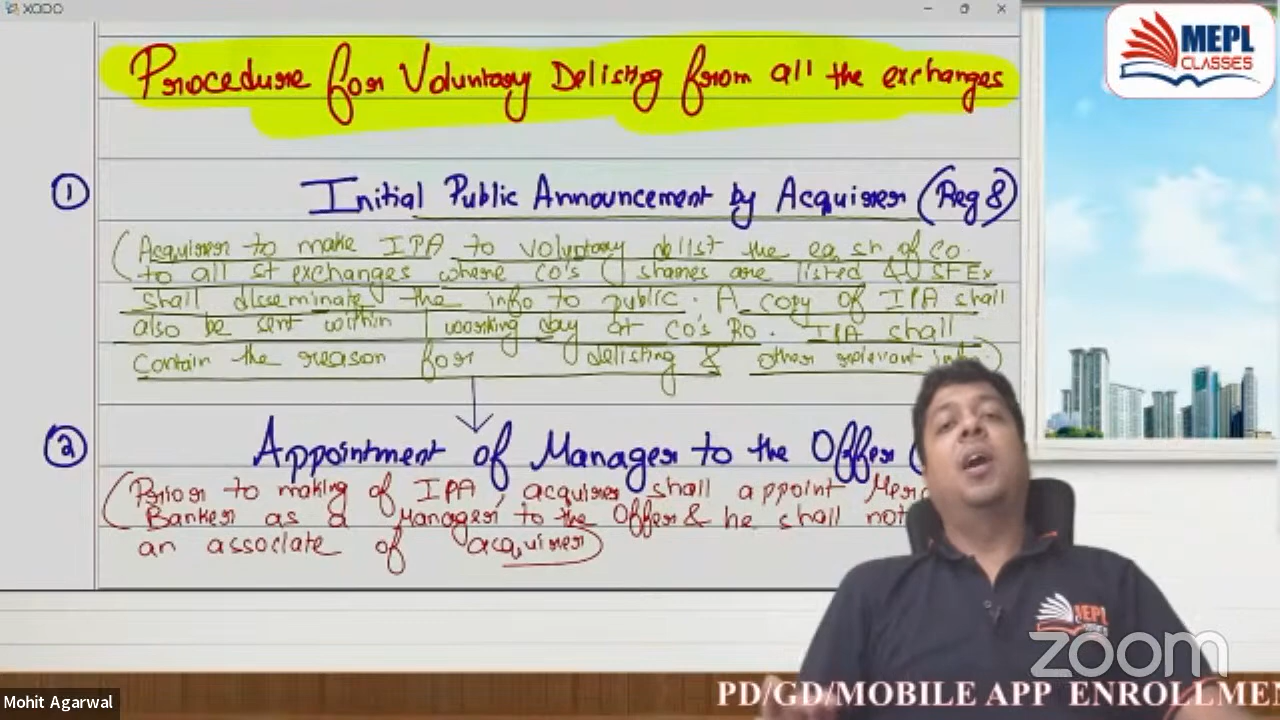 XODO
MEPL
CLASSES
Procedure for Voluntary Delisting from all the exchanges
① Initial Public Announcement by Acquirer (Reg 8)
(Acquirer to make IPA to voluntary delist the eq. sh. of Co.
to all st exchanges where Co's shares are listed & St Ex
shall disseminate the info to public. A copy of IPA shall
also be sent within 1 working day at Co's RO. IPA shall
contain the reason for delisting & other relevant info.)
② Appointment of Manager to the Offer (
(Prior to making of IPA, acquirer shall appoint Mer
Banker as a Manager to the Offer & he shall not
an associate of acquirer)
MEPL
zoom
Mohit Agarwal
PD/GD/MOBILE APP ENROLLME